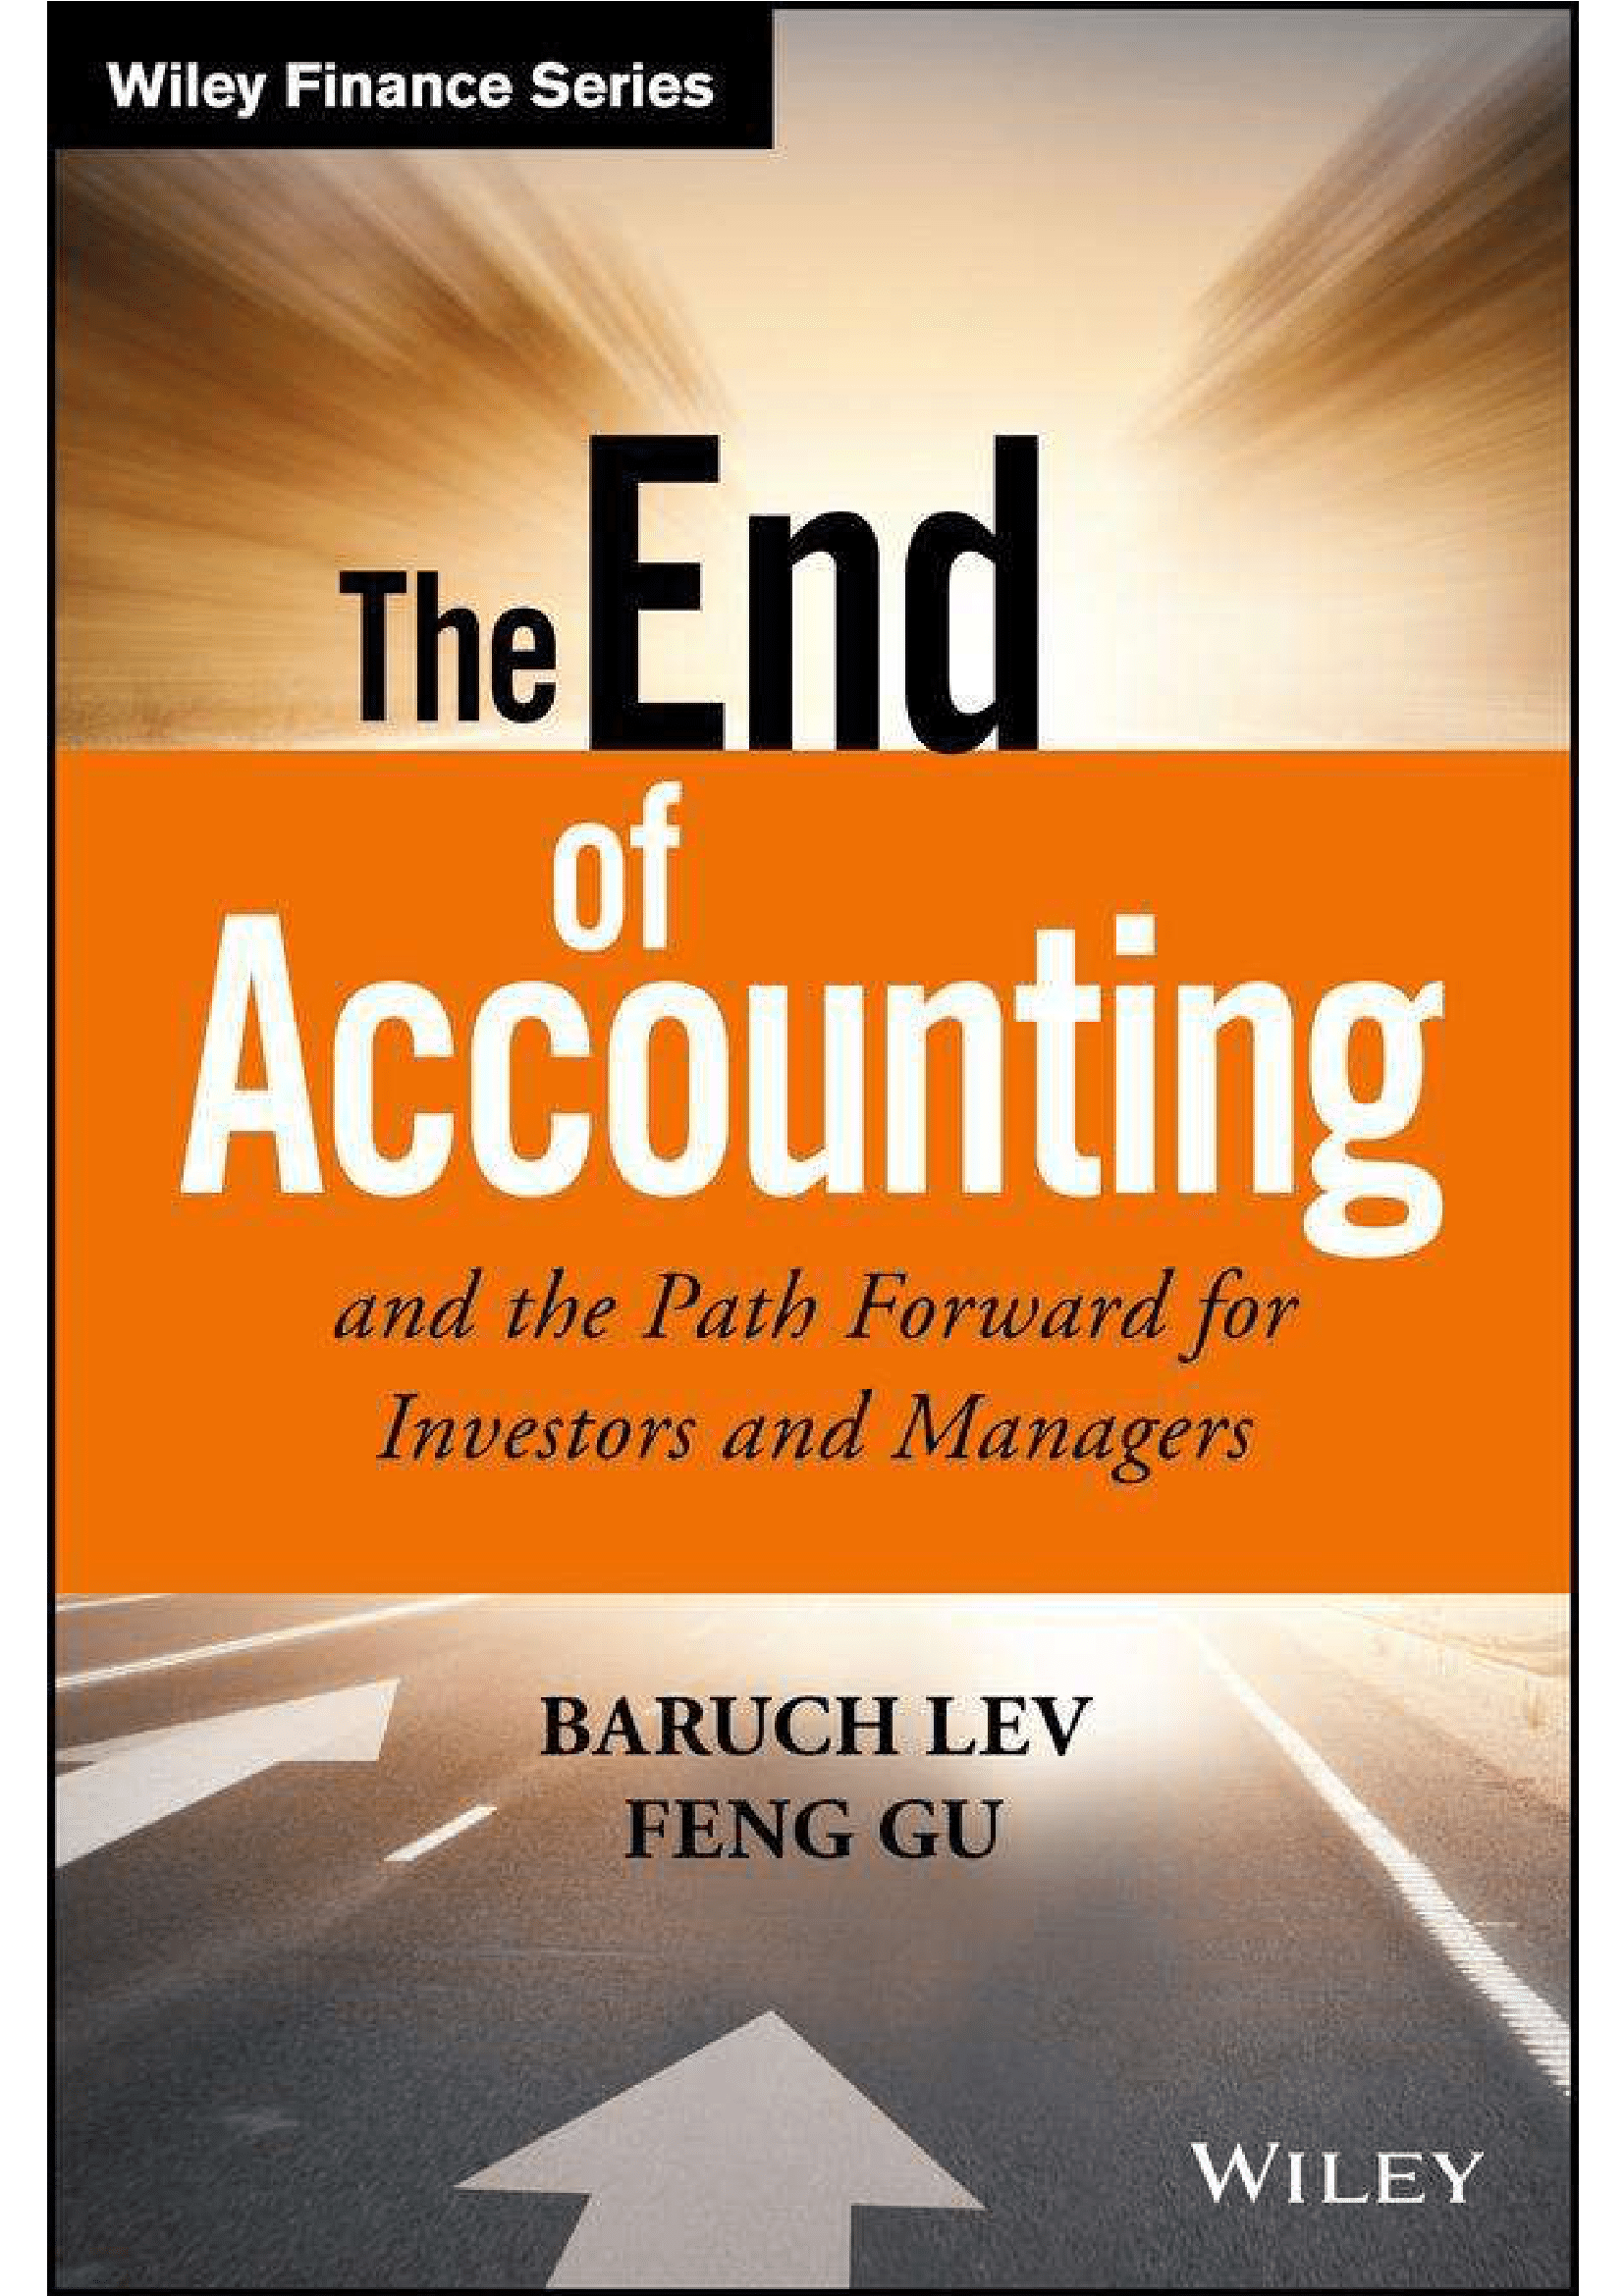 Wiley Finance Series
The End
of
Accounting
and the Path Forward for
Investors and Managers
BARUCH LEV
FENG GU
WILEY